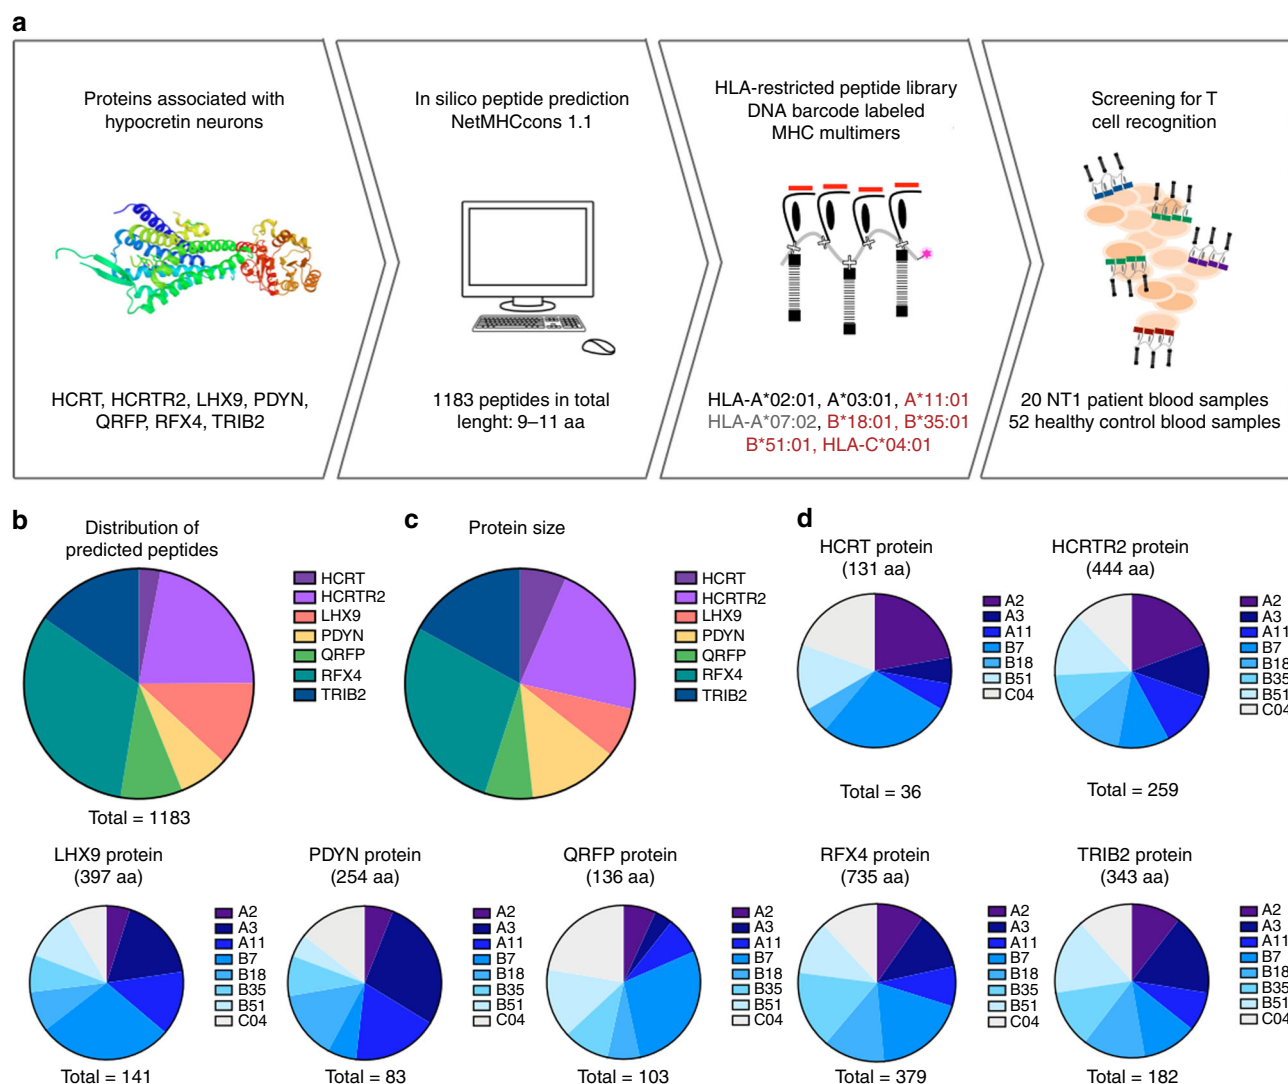 a
Proteins associated with
hypocretin neurons
HCRT, HCRTR2, LHX9, PDYN,
QRFP, RFX4, TRIB2
In silico peptide prediction
NetMHCcons 1.1
1183 peptides in total
lenght: 9–11 aa
HLA-restricted peptide library
DNA barcode labeled
MHC multimers
HLA-A*02:01, A*03:01, A*11:01
HLA-A*07:02, B*18:01, B*35:01
B*51:01, HLA-C*04:01
Screening for T
cell recognition
20 NT1 patient blood samples
52 healthy control blood samples
b
Distribution of
predicted peptides
HCRT
HCRTR2
LHX9
PDYN
QRFP
RFX4
TRIB2
Total = 1183
c
Protein size
HCRT
HCRTR2
LHX9
PDYN
QRFP
RFX4
TRIB2
d
HCRT protein
(131 aa)
A2
A3
A11
B7
B18
B51
C04
Total = 36
HCRTR2 protein
(444 aa)
A2
A3
A11
B7
B18
B35
B51
C04
Total = 259
LHX9 protein
(397 aa)
A2
A3
A11
B7
B18
B35
B51
C04
Total = 141
PDYN protein
(254 aa)
A2
A3
A11
B7
B18
B35
B51
C04
Total = 83
QRFP protein
(136 aa)
A2
A3
A11
B7
B18
B35
B51
C04
Total = 103
RFX4 protein
(735 aa)
A2
A3
A11
B7
B18
B35
B51
C04
Total = 379
TRIB2 protein
(343 aa)
A2
A3
A11
B7
B18
B35
B51
C04
Total = 182